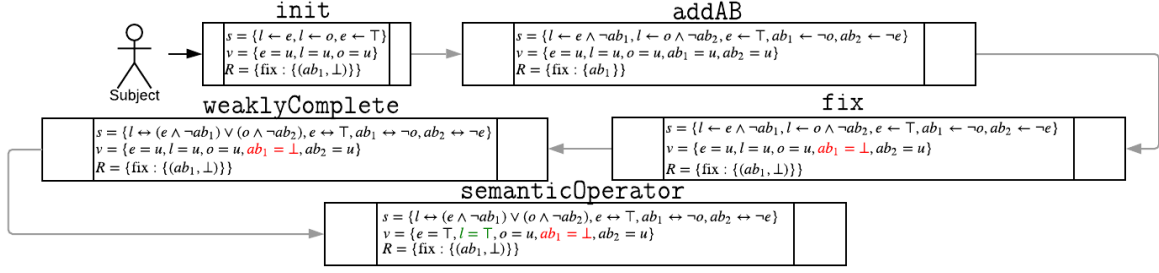 init
s = {l ← e, l ← o, e ← ⊤}
v = {e = u, l = u, o = u}
R = {fix : {(ab₁, ⊥)}}
Subject
addAB
s = {l ← e ∧ ¬ab₁, l ← o ∧ ¬ab₂, e ← ⊤, ab₁ ← ¬o, ab₂ ← ¬e}
v = {e = u, l = u, o = u, ab₁ = u, ab₂ = u}
R = {fix : {ab₁}}
fix
s = {l ← e ∧ ¬ab₁, l ← o ∧ ¬ab₂, e ← ⊤, ab₁ ← ¬o, ab₂ ← ¬e}
v = {e = u, l = u, o = u, ab₁ = ⊥, ab₂ = u}
R = {fix : {(ab₁, ⊥)}}
weaklyComplete
s = {l ↔ (e ∧ ¬ab₁) ∨ (o ∧ ¬ab₂), e ↔ ⊤, ab₁ ↔ ¬o, ab₂ ↔ ¬e}
v = {e = u, l = u, o = u, ab₁ = ⊥, ab₂ = u}
R = {fix : {(ab₁, ⊥)}}
semanticOperator
s = {l ↔ (e ∧ ¬ab₁) ∨ (o ∧ ¬ab₂), e ↔ ⊤, ab₁ ↔ ¬o, ab₂ ↔ ¬e}
v = {e = ⊤, l = ⊤, o = u, ab₁ = ⊥, ab₂ = u}
R = {fix : {(ab₁, ⊥)}}